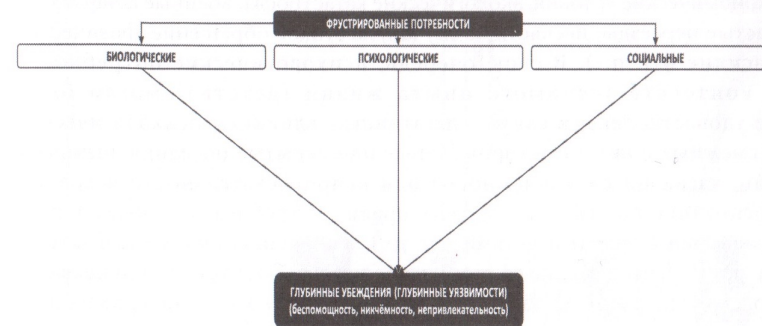 ФРУСТРИРОВАННЫЕ ПОТРЕБНОСТИ
БИОЛОГИЧЕСКИЕ ПСИХОЛОГИЧЕСКИЕ СОЦИАЛЬНЫЕ
ГЛУБИННЫЕ УБЕЖДЕНИЯ (ГЛУБИННЫЕ УЯЗВИМОСТИ)
(беспомощность, никчёмность, непривлекательность)